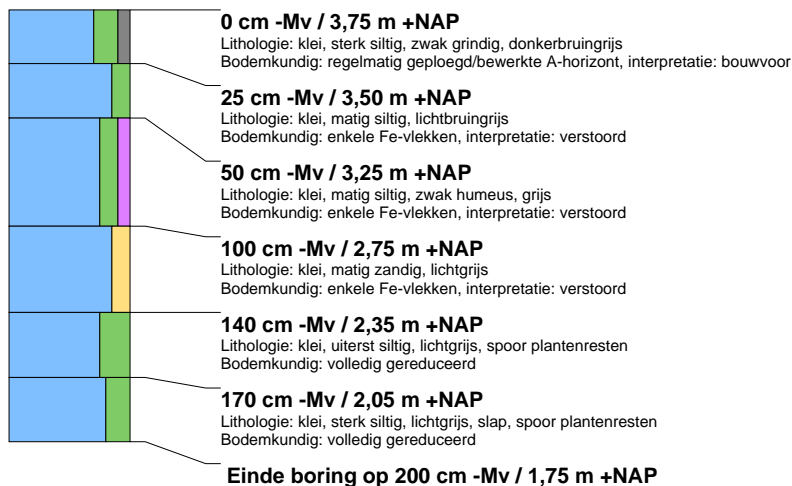 0 cm -Mv / 3,75 m +NAP
Lithologie: klei, sterk siltig, zwak grindig, donkerbruingrijs
Bodemkundig: regelmatig geploegd/bewerkte A-horizont, interpretatie: bouwvoor
25 cm -Mv / 3,50 m +NAP
Lithologie: klei, matig siltig, lichtbruingrijs
Bodemkundig: enkele Fe-vlekken, interpretatie: verstoord
50 cm -Mv / 3,25 m +NAP
Lithologie: klei, matig siltig, zwak humeus, grijs
Bodemkundig: enkele Fe-vlekken, interpretatie: verstoord
100 cm -Mv / 2,75 m +NAP
Lithologie: klei, matig zandig, lichtgrijs
Bodemkundig: enkele Fe-vlekken, interpretatie: verstoord
140 cm -Mv / 2,35 m +NAP
Lithologie: klei, uiterst siltig, lichtgrijs, spoor plantenresten
Bodemkundig: volledig gereduceerd
170 cm -Mv / 2,05 m +NAP
Lithologie: klei, sterk siltig, lichtgrijs, slap, spoor plantenresten
Bodemkundig: volledig gereduceerd
Einde boring op 200 cm -Mv / 1,75 m +NAP